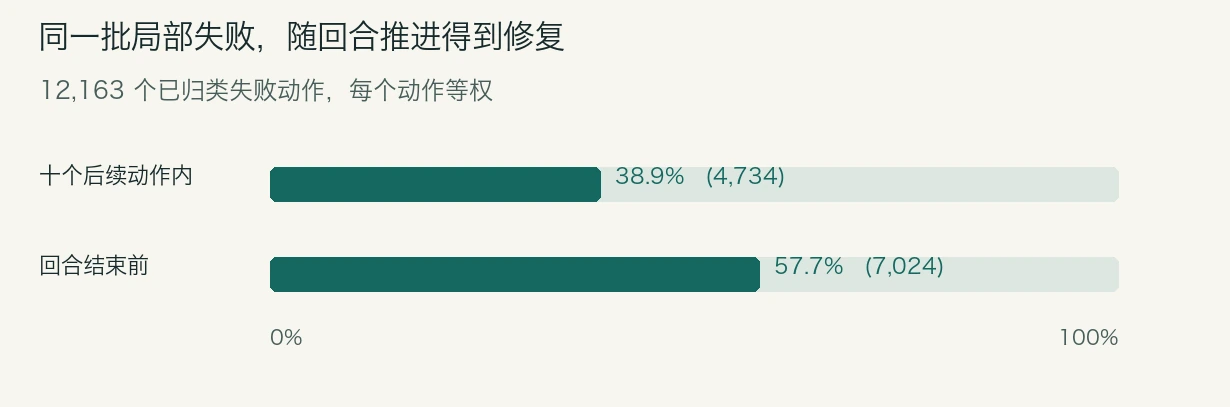 同一批局部失败，随回合推进得到修复
12,163 个已归类失败动作，每个动作等权
十个后续动作内 38.9% (4,734)
回合结束前 57.7% (7,024)
0% 100%